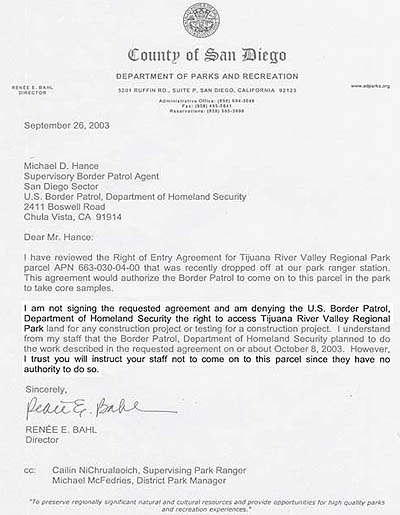 County of San Diego
DEPARTMENT OF PARKS AND RECREATION
RENÉE E. BAHL
DIRECTOR
5201 RUFFIN RD., SUITE P, SAN DIEGO, CALIFORNIA 92123
www.sdparks.org
Administrative Office: (858) 694-3049
Fax: (858) 495-5841
Reservations: (858) 565-3600
September 26, 2003
Michael D. Hance
Supervisory Border Patrol Agent
San Diego Sector
U.S. Border Patrol, Department of Homeland Security
2411 Boswell Road
Chula Vista, CA 91914
Dear Mr. Hance:
I have reviewed the Right of Entry Agreement for Tijuana River Valley Regional Park
parcel APN 663-030-04-00 that was recently dropped off at our park ranger station.
This agreement would authorize the Border Patrol to come on to this parcel in the park
to take core samples.
I am not signing the requested agreement and am denying the U.S. Border Patrol,
Department of Homeland Security the right to access Tijuana River Valley Regional
Park land for any construction project or testing for a construction project. I understand
from my staff that the Border Patrol, Department of Homeland Security planned to do
the work described in the requested agreement on or about October 8, 2003. However,
I trust you will instruct your staff not to come on to this parcel since they have no
authority to do so.
Sincerely,
Renée E. Bahl
RENÉE E. BAHL
Director
cc: Cailin NiChrualaoich, Supervising Park Ranger
Michael McFedries, District Park Manager
"To preserve regionally significant natural and cultural resources and provide opportunities for high quality parks
and recreation experiences."